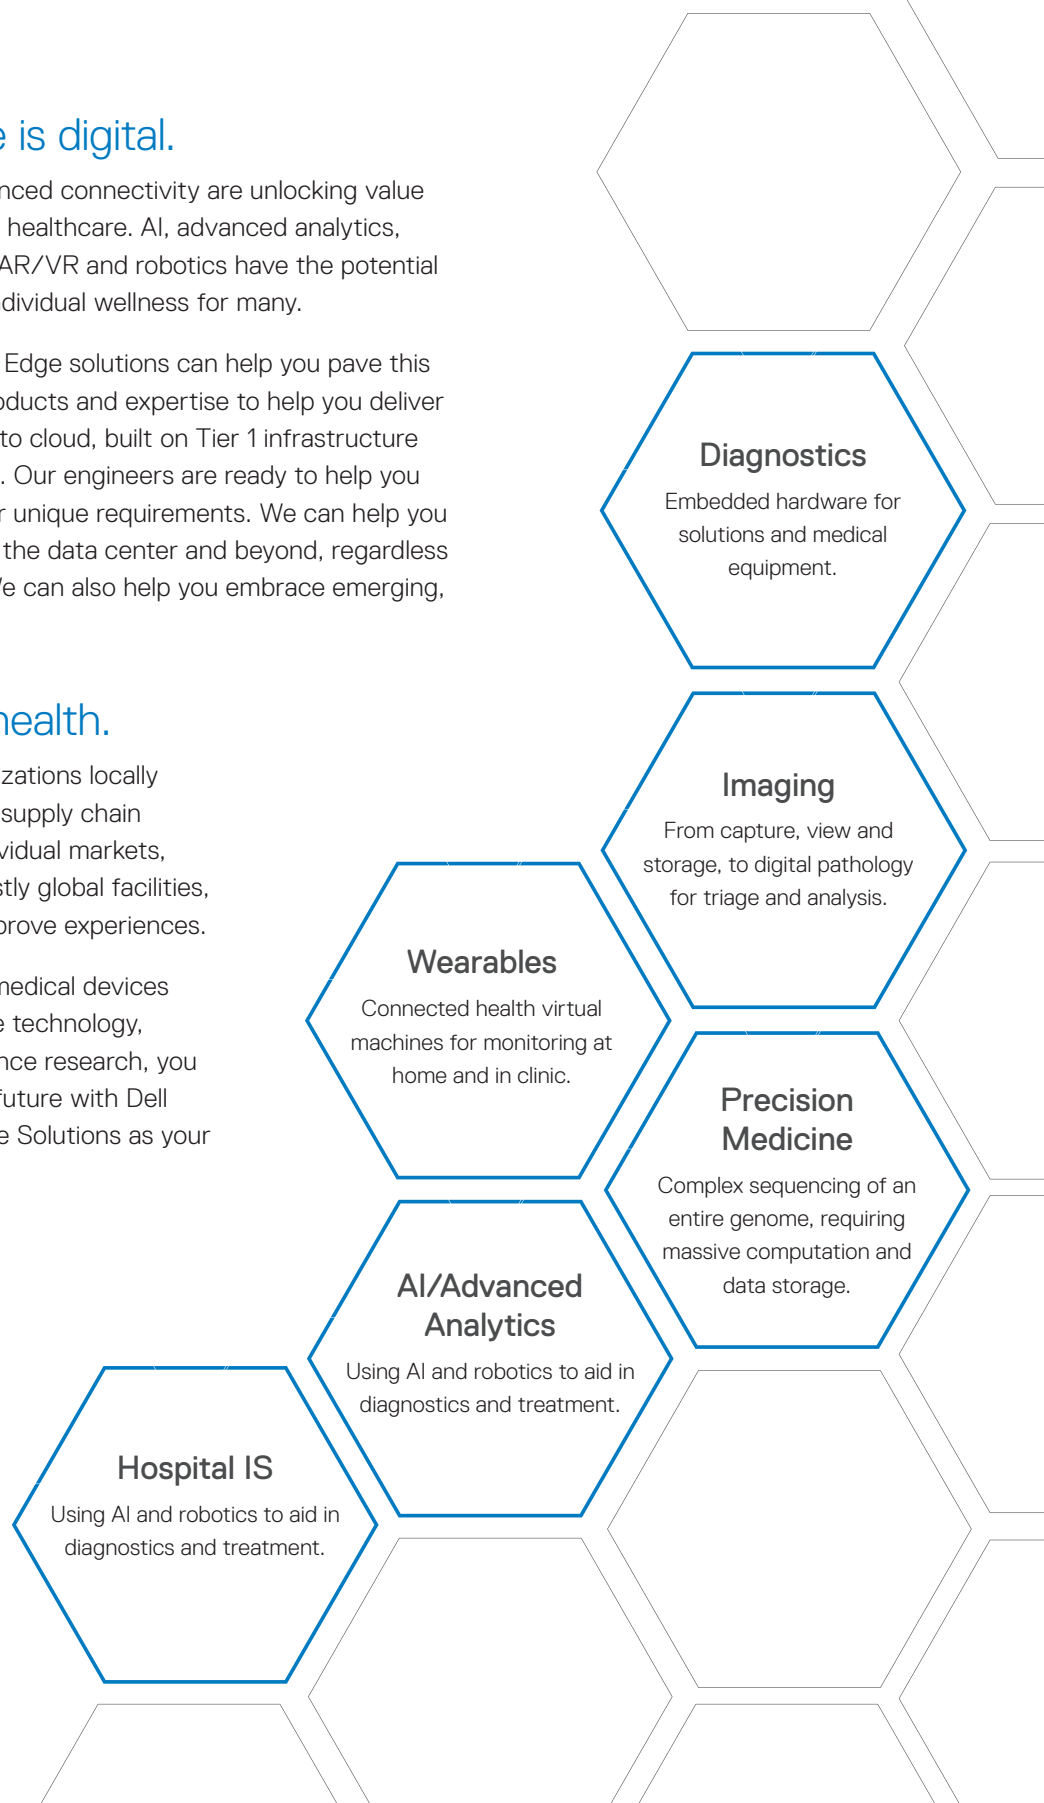 is digital.
connectivity are unlocking value
healthcare. AI, advanced analytics,
AR/VR and robotics have the potential
wellness for many.
Edge solutions can help you pave this
and expertise to help you deliver
to cloud, built on Tier 1 infrastructure
. Our engineers are ready to help you
unique requirements. We can help you
the data center and beyond, regardless
can also help you embrace emerging,
health.
locally
supply chain
markets,
global facilities,
experiences.
medical devices
technology,
research, you
future with Dell
Solutions as your
Diagnostics
Embedded hardware for
solutions and medical
equipment.
Imaging
From capture, view and
storage, to digital pathology
for triage and analysis.
Wearables
Connected health virtual
machines for monitoring at
home and in clinic.
Precision
Medicine
Complex sequencing of an
entire genome, requiring
massive computation and
data storage.
AI/Advanced
Analytics
Using AI and robotics to aid in
diagnostics and treatment.
Hospital IS
Using AI and robotics to aid in
diagnostics and treatment.